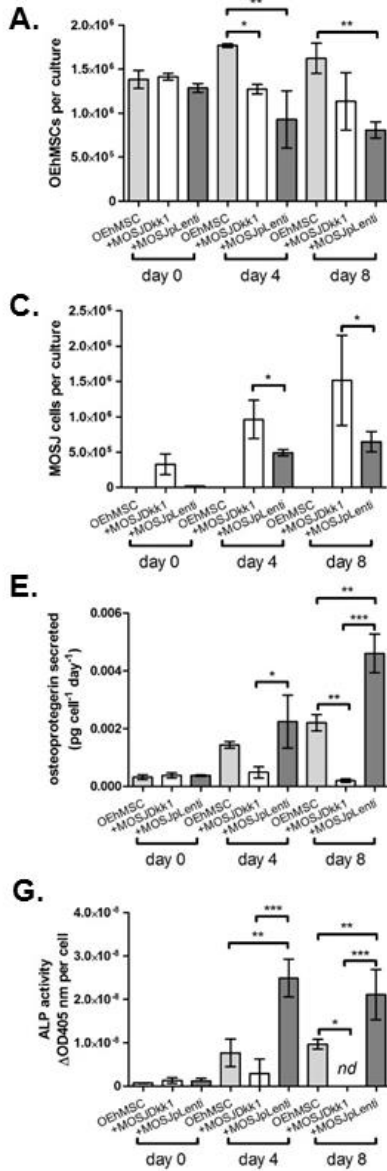 A.
OEhMSCs per culture
2.0×10⁶
1.5×10⁶
1.0×10⁶
5.0×10⁵
0
** * **
OEhMSC +MOSJDkk1 +MOSJpLenti OEhMSC +MOSJDkk1 +MOSJpLenti OEhMSC +MOSJDkk1 +MOSJpLenti
day 0 day 4 day 8
C.
MOSJ cells per culture
2.5×10⁶
2.0×10⁶
1.5×10⁶
1.0×10⁶
5.0×10⁵
0
* *
OEhMSC +MOSJDkk1 +MOSJpLenti OEhMSC +MOSJDkk1 +MOSJpLenti OEhMSC +MOSJDkk1 +MOSJpLenti
day 0 day 4 day 8
E.
osteoprotegerin secreted
(pg cell⁻¹ day⁻¹)
0.006
0.004
0.002
0.000
* ** *** **
OEhMSC +MOSJDkk1 +MOSJpLenti OEhMSC +MOSJDkk1 +MOSJpLenti OEhMSC +MOSJDkk1 +MOSJpLenti
day 0 day 4 day 8
G.
ALP activity
ΔOD405 nm per cell
4.0×10⁻⁸
3.0×10⁻⁸
2.0×10⁻⁸
1.0×10⁻⁸
0
** *** ** *** *
nd
OEhMSC +MOSJDkk1 +MOSJpLenti OEhMSC +MOSJDkk1 +MOSJpLenti OEhMSC +MOSJDkk1 +MOSJpLenti
day 0 day 4 day 8